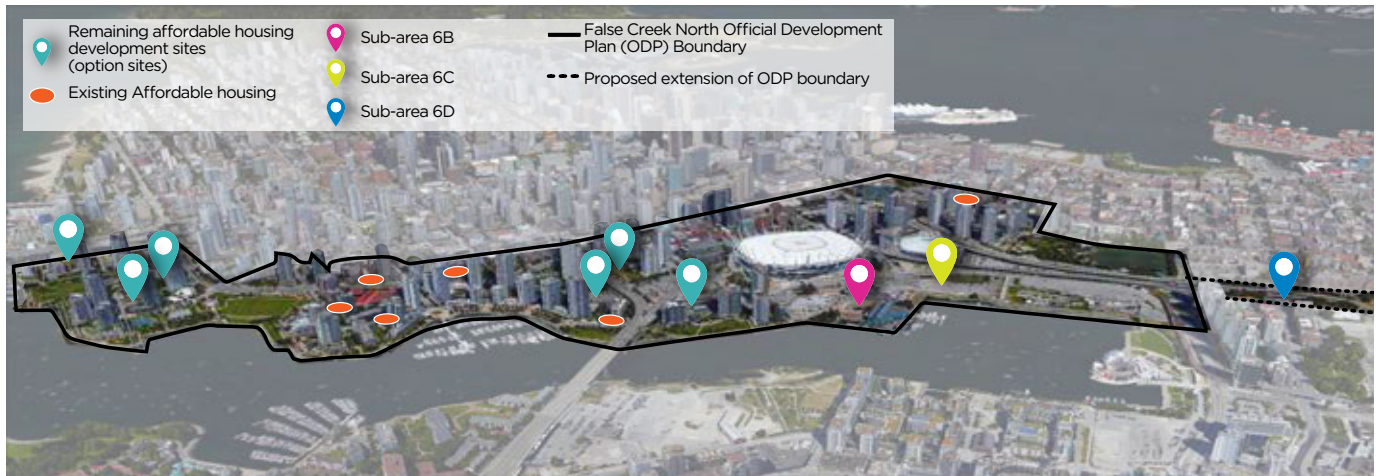 Remaining affordable housing
development sites
(option sites)
Existing Affordable housing
Sub-area 6B
Sub-area 6C
Sub-area 6D
False Creek North Official Development
Plan (ODP) Boundary
Proposed extension of ODP boundary